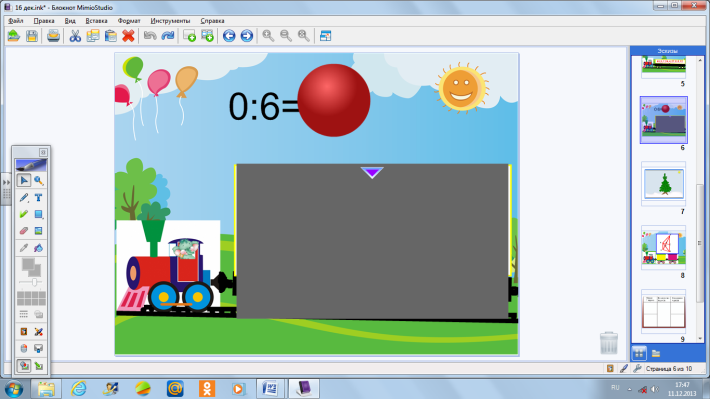 16 дек.ink* - Блокнот MimioStudio
Файл Правка Вид Вставка Формат Инструменты Справка
Эскизы
5
0:6=
6
7
8
9
Страница 6 из 10
RU
17:47
11.12.2013